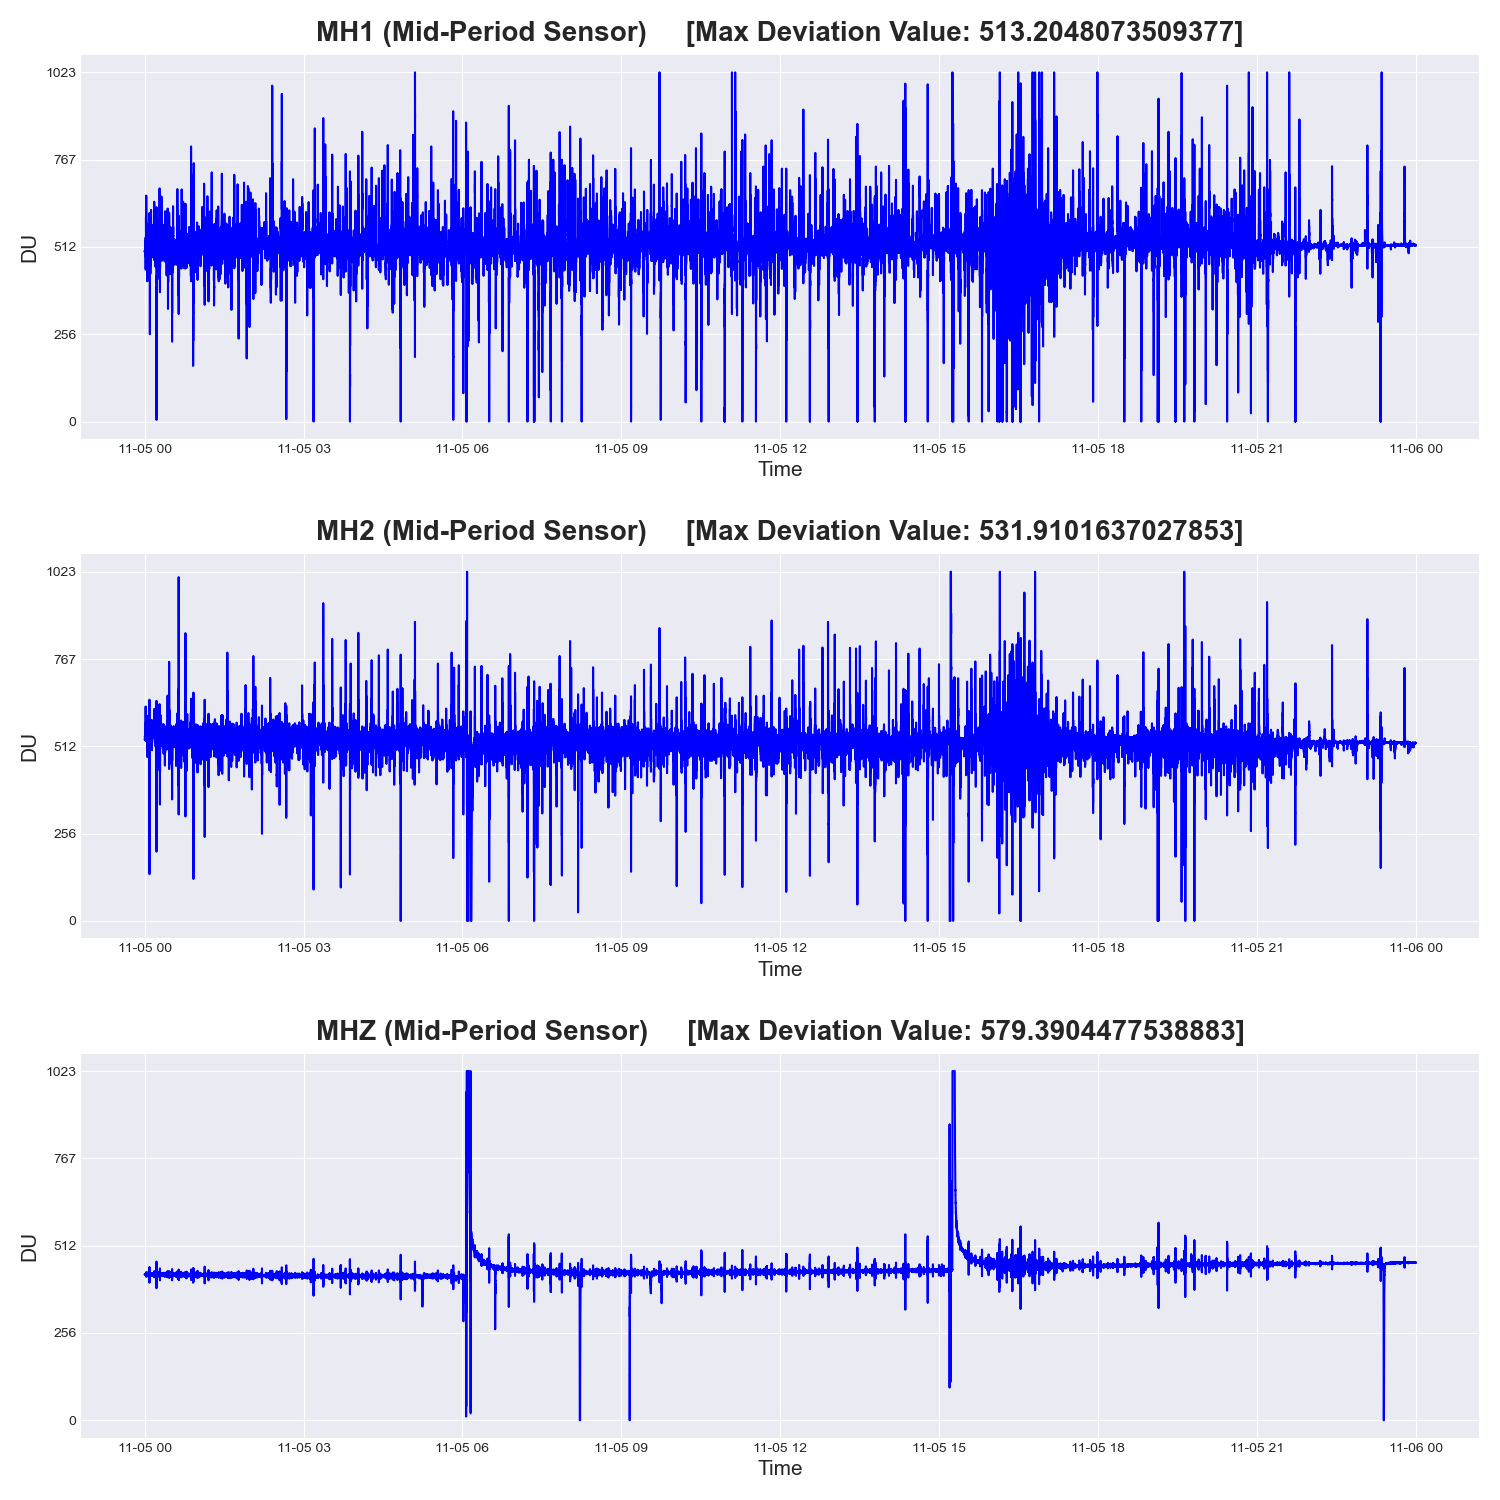 MH1 (Mid-Period Sensor) [Max Deviation Value: 513.2048073509377]
1023
767
512
256
0
DU
11-05 00 11-05 03 11-05 06 11-05 09 11-05 12 11-05 15 11-05 18 11-05 21 11-06 00
Time
MH2 (Mid-Period Sensor) [Max Deviation Value: 531.9101637027853]
1023
767
512
256
0
DU
11-05 00 11-05 03 11-05 06 11-05 09 11-05 12 11-05 15 11-05 18 11-05 21 11-06 00
Time
MHZ (Mid-Period Sensor) [Max Deviation Value: 579.3904477538883]
1023
767
512
256
0
DU
11-05 00 11-05 03 11-05 06 11-05 09 11-05 12 11-05 15 11-05 18 11-05 21 11-06 00
Time